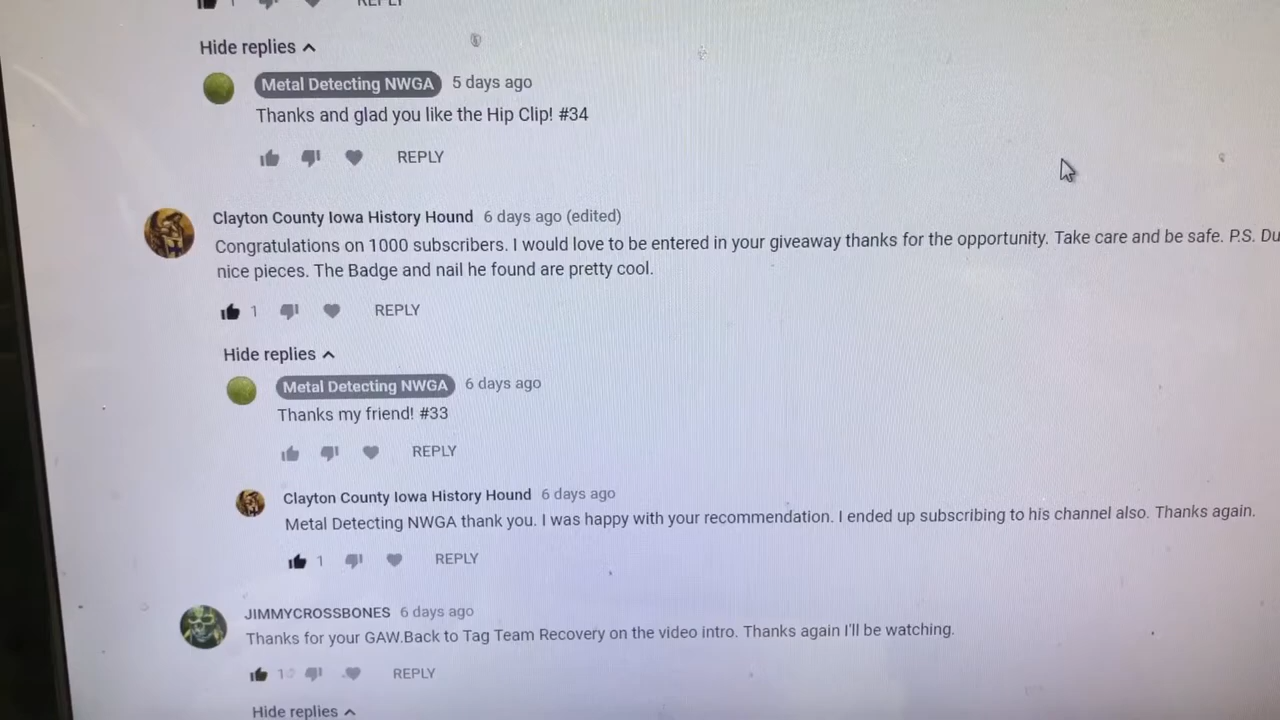 1 REPLY
Hide replies
Metal Detecting NWGA 5 days ago
Thanks and glad you like the Hip Clip! #34
REPLY
Clayton County Iowa History Hound 6 days ago (edited)
Congratulations on 1000 subscribers. I would love to be entered in your giveaway thanks for the opportunity. Take care and be safe. P.S. Du
nice pieces. The Badge and nail he found are pretty cool.
1 REPLY
Hide replies
Metal Detecting NWGA 6 days ago
Thanks my friend! #33
REPLY
Clayton County Iowa History Hound 6 days ago
Metal Detecting NWGA thank you. I was happy with your recommendation. I ended up subscribing to his channel also. Thanks again.
1 REPLY
JIMMYCROSSBONES 6 days ago
Thanks for your GAW.Back to Tag Team Recovery on the video intro. Thanks again I'll be watching.
1 REPLY
Hide replies